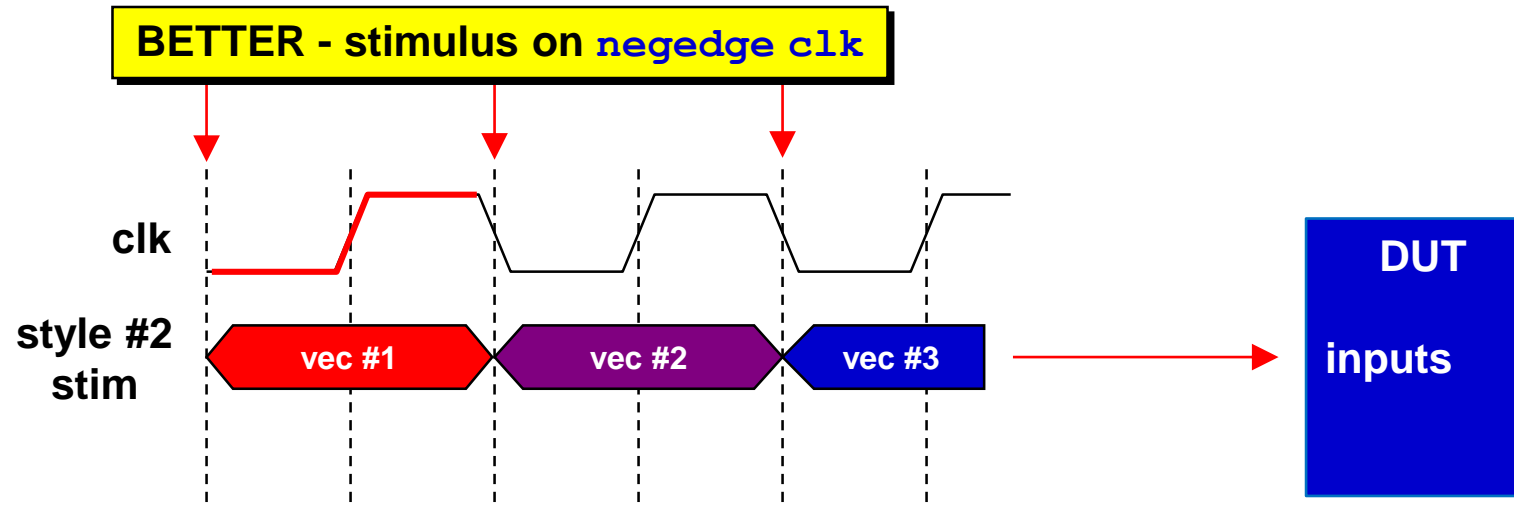 BETTER - stimulus on negedge clk
clk
style #2
stim
vec #1
vec #2
vec #3
DUT
inputs